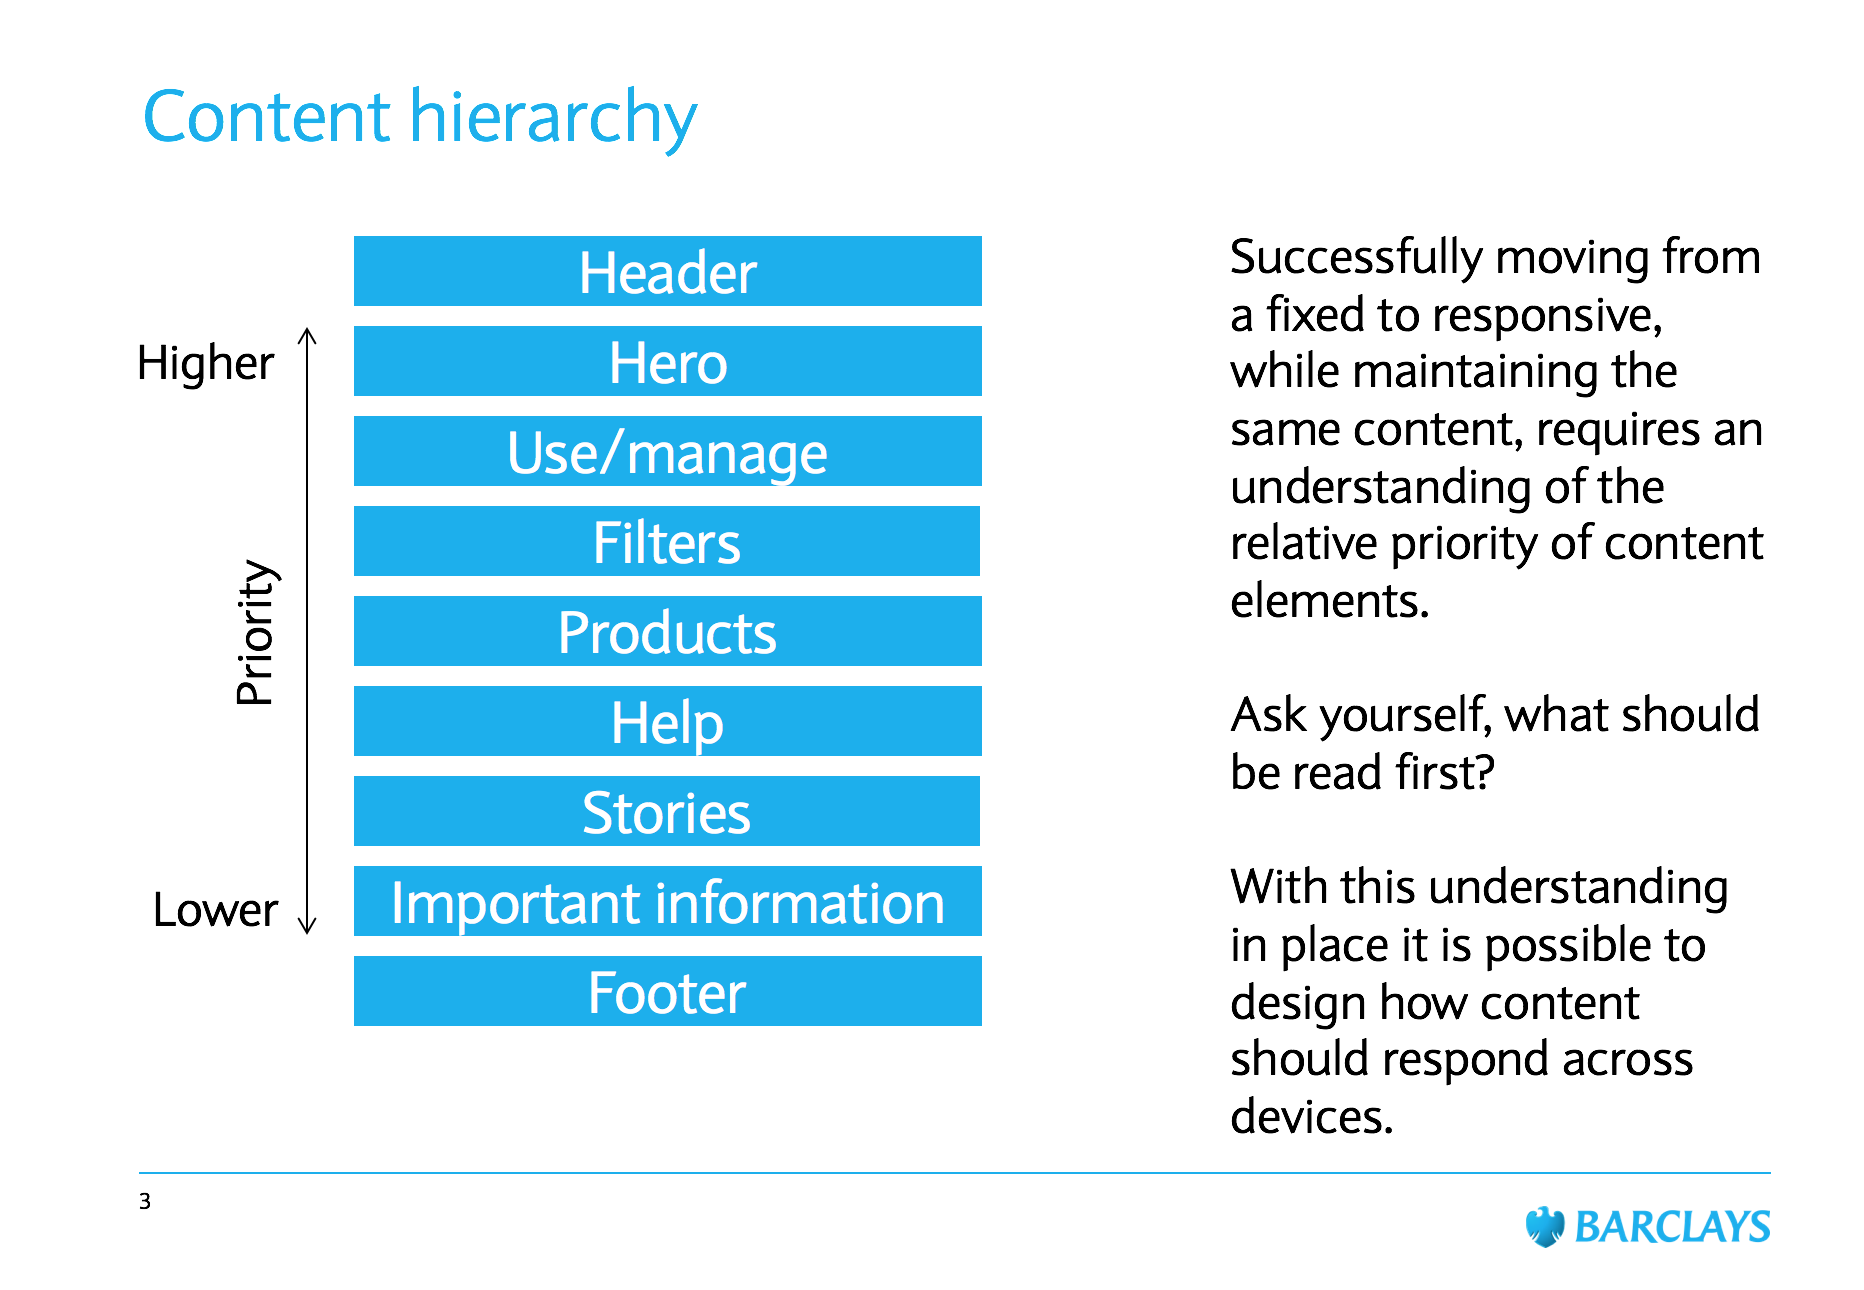 Content hierarchy
Header
Higher
Hero
Use/manage
Filters
Priority
Products
Help
Stories
Lower
Important information
Footer
Successfully moving from
a fixed to responsive,
while maintaining the
same content, requires an
understanding of the
relative priority of content
elements.
Ask yourself, what should
be read first?
With this understanding
in place it is possible to
design how content
should respond across
devices.
3
BARCLAYS